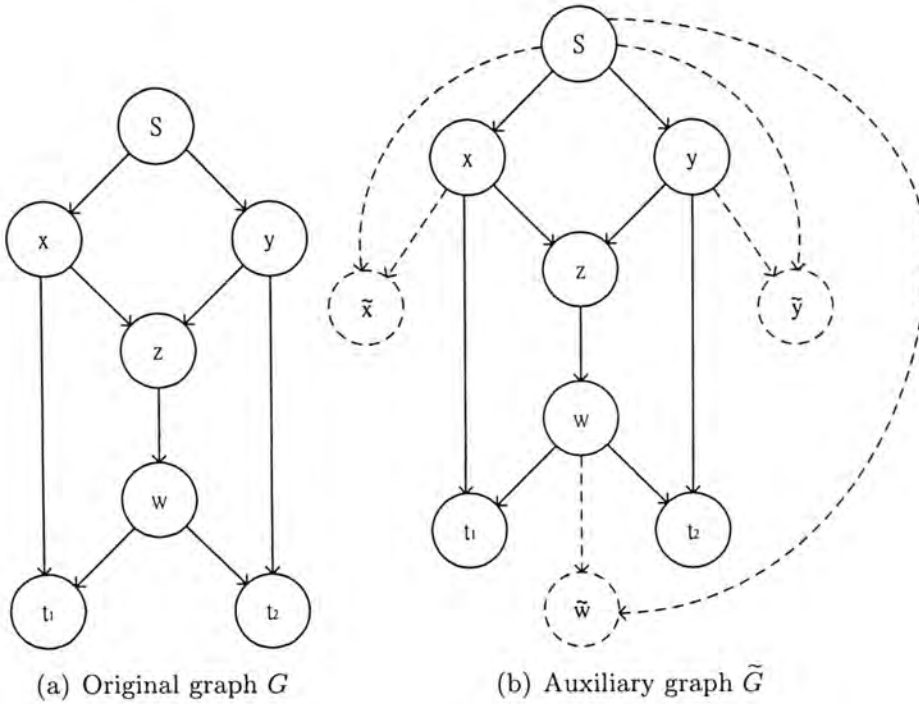 S
S
x
y
x
y
z
z
x̃
ỹ
w
w
t₁
t₂
t₁
t₂
w̃
(a) Original graph G
(b) Auxiliary graph G̃